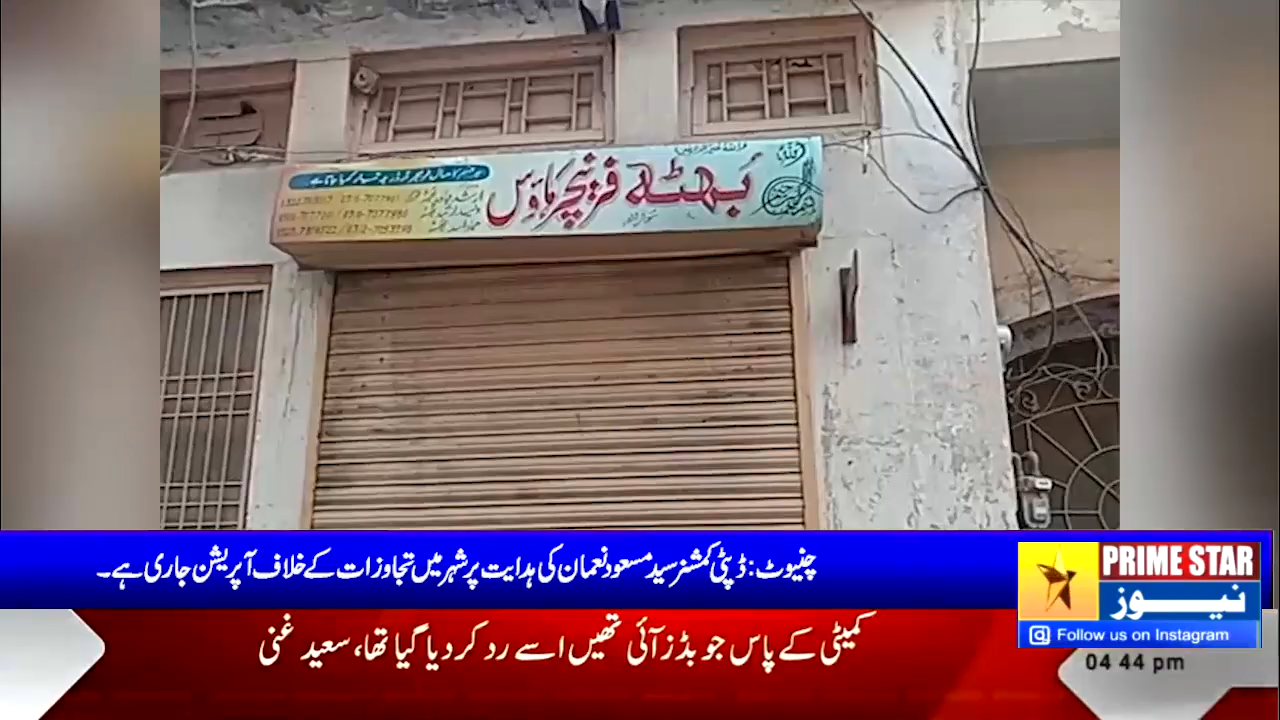 بھٹہ فرنیچر ہاؤس
چنیوٹ: ڈپٹی کمشنر سید مسعود نعمان کی ہدایت پر شہر میں تجاوزات کے خلاف آپریشن جاری ہے۔
PRIME STAR
نیوز
Follow us on Instagram
کمیٹی کے پاس جو بڈز آئی تھیں اسے رد کر دیا گیا تھا، سعید غنی
04 44 pm